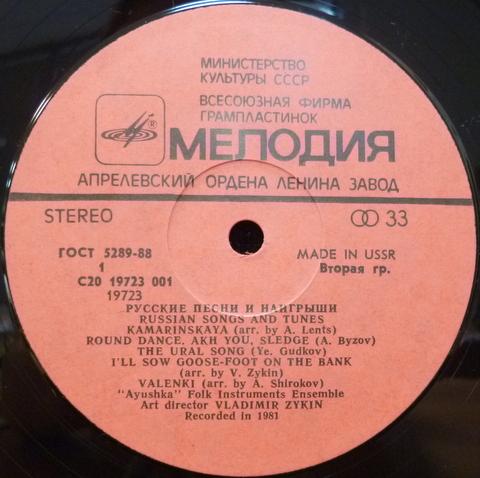 МИНИСТЕРСТВО
КУЛЬТУРЫ СССР
ВСЕСОЮЗНАЯ ФИРМА
ГРАМПЛАСТИНОК
®
МЕЛОДИЯ
АПРЕЛЕВСКИЙ ОРДЕНА ЛЕНИНА ЗАВОД
STEREO
33
ГОСТ 5289-88
MADE IN USSR
1
Вторая гр.
С20 19723 001
19723
РУССКИЕ ПЕСНИ И НАИГРЫШИ
RUSSIAN SONGS AND TUNES
KAMARINSKAYA (arr. by A. Lents)
ROUND DANCE, AKH YOU, SLEDGE (A. Byzov)
THE URAL SONG (Ye. Gudkov)
I'LL SOW GOOSE-FOOT ON THE BANK
(arr. by V. Zykin)
VALENKI (arr. by A. Shirokov)
"Ayushka" Folk Instruments Ensemble
Art director VLADIMIR ZYKIN
Recorded in 1981